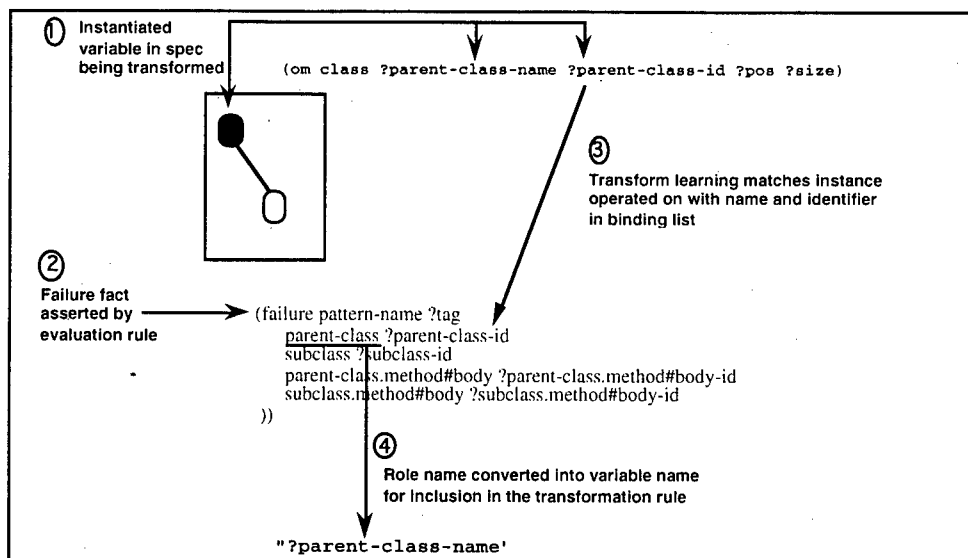 ① Instantiated
variable in spec
being transformed
(om class ?parent-class-name ?parent-class-id ?pos ?size)
③
Transform learning matches instance
operated on with name and identifier
in binding list
②
Failure fact
asserted by
evaluation rule
(failure pattern-name ?tag
parent-class ?parent-class-id
subclass ?subclass-id
parent-class.method#body ?parent-class.method#body-id
subclass.method#body ?subclass.method#body-id
))
④
Role name converted into variable name
for inclusion in the transformation rule
"?parent-class-name'